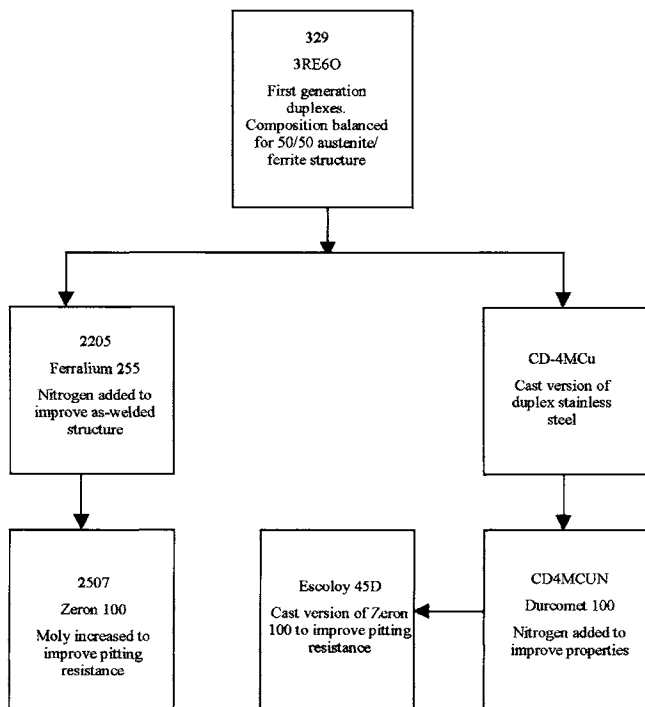 329
3RE6O
First generation
duplexes.
Composition balanced
for 50/50 austenite/
ferrite structure
2205
Ferralium 255
Nitrogen added to
improve as-welded
structure
CD-4MCu
Cast version of
duplex stainless
steel
2507
Zeron 100
Moly increased to
improve pitting
resistance
Escoloy 45D
Cast version of Zeron
100 to improve pitting
resistance
CD4MCUN
Durcomet 100
Nitrogen added to
improve properties